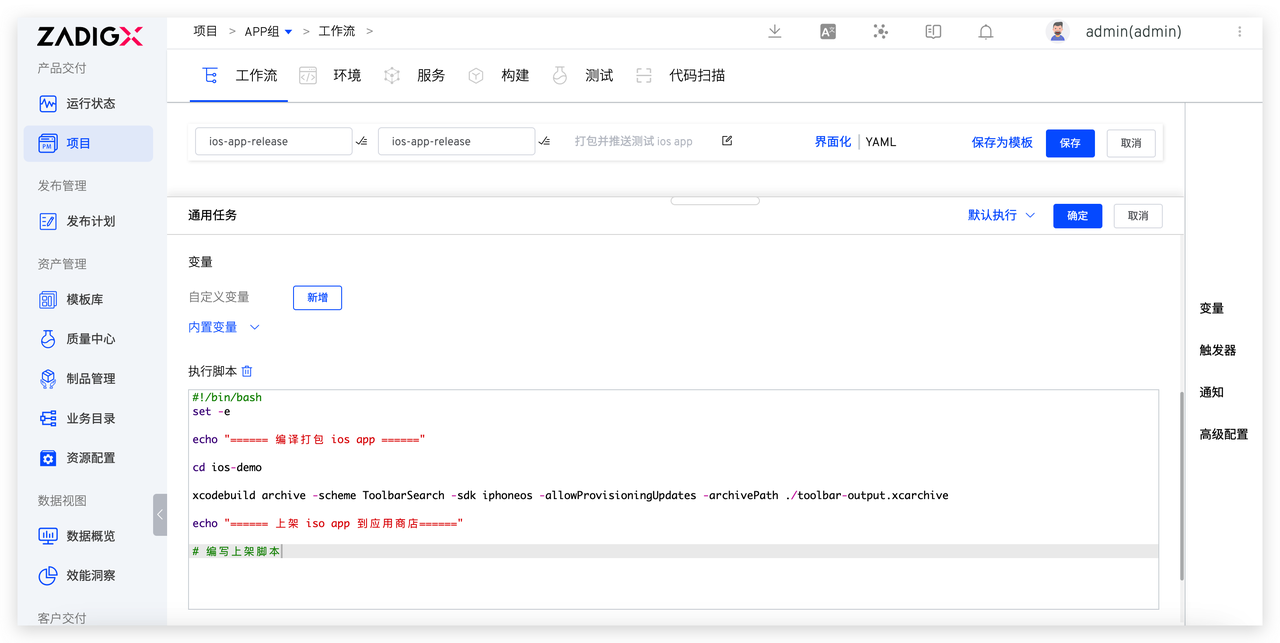 ZADIGX
项目 > APP组 > 工作流 >
A
admin(admin)
产品交付
运行状态
PM
项目
发布管理
发布计划
资产管理
模板库
质量中心
制品管理
业务目录
资源配置
数据视图
数据概览
效能洞察
客户交付
工作流
环境
服务
构建
测试
代码扫描
ios-app-release
ios-app-release
打包并推送测试 ios app
界面化 | YAML
保存为模板
保存
取消
通用任务
默认执行
确定
取消
变量
自定义变量
新增
内置变量
执行脚本
#!/bin/bash
set -e
echo "====== 编译打包 ios app ======"
cd ios-demo
xcodebuild archive -scheme ToolbarSearch -sdk iphoneos -allowProvisioningUpdates -archivePath ./toolbar-output.xcarchive
echo "====== 上架 iso app 到应用商店======"
# 编写上架脚本
变量
触发器
通知
高级配置